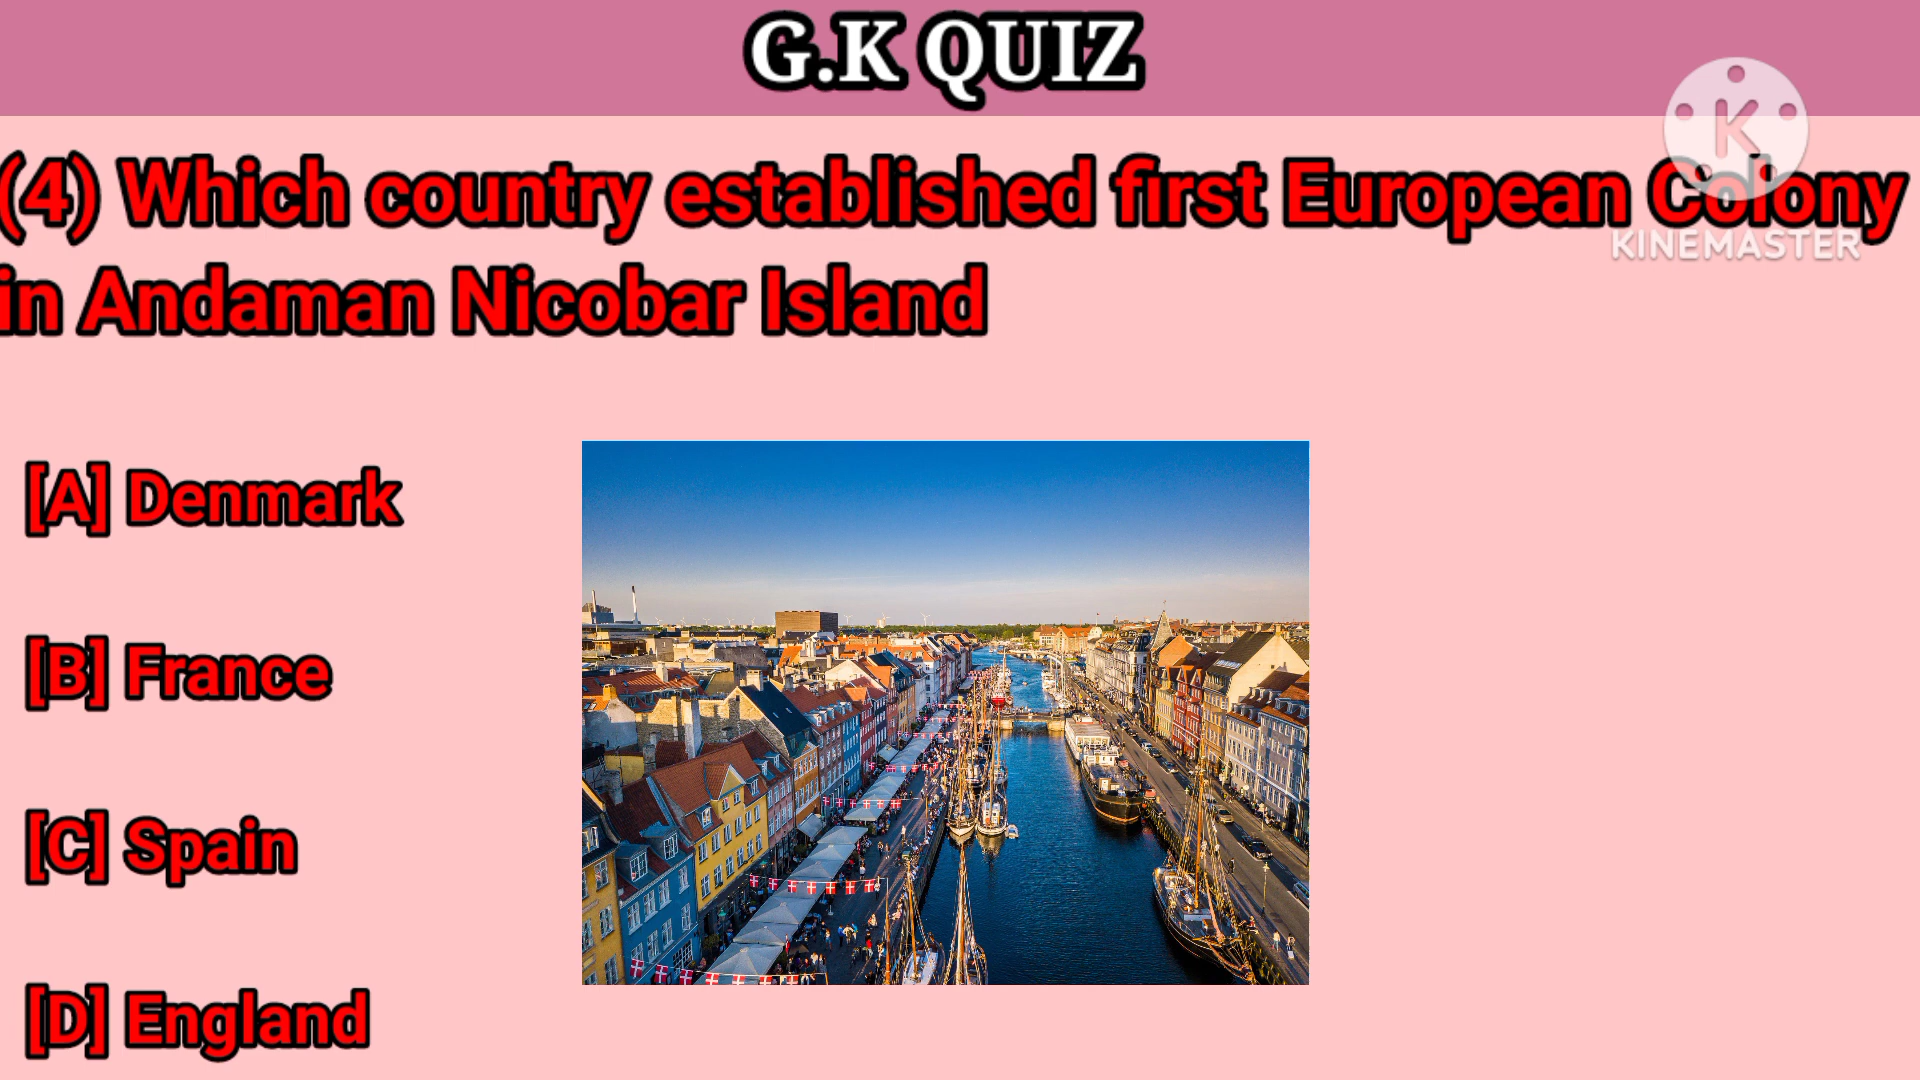 G.K QUIZ
K
(4) Which country established first European Colony
KINEMASTER
in Andaman Nicobar Island
[A] Denmark
[B] France
[C] Spain
[D] England